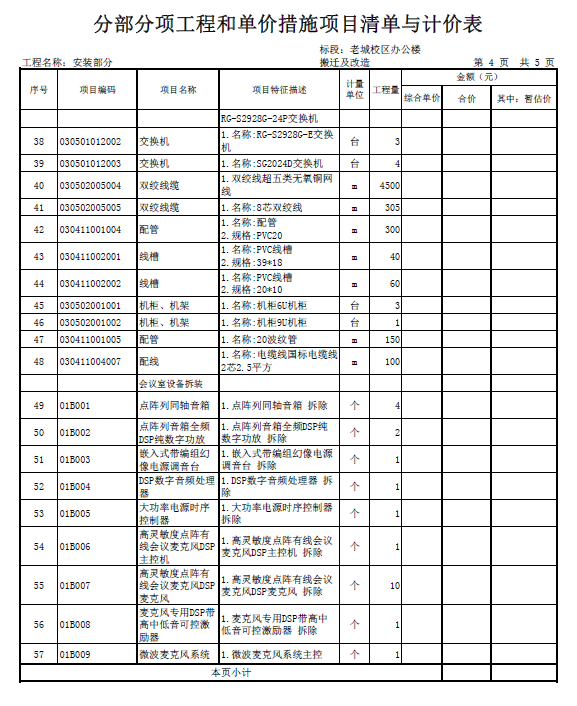 分部分项工程和单价措施项目清单与计价表
标段：老城校区办公楼
工程名称：安装部分 搬迁及改造 第 4 页 共 5 页
序号 项目编码 项目名称 项目特征描述 计量单位 工程量 金额（元）
综合单价 合价 其中：暂估价
RG-S2928G-24P交换机
38 030501012002 交换机 1.名称:RG-S2928G-E交换机 台 3
39 030501012003 交换机 1.名称:SG2024D交换机 台 4
40 030502005004 双绞线缆 1.双绞线超五类无氧铜网线 m 4500
41 030502005005 双绞线缆 1.名称:8芯双绞线 m 305
42 030411001004 配管 1.名称:配管
2.规格:PVC20 m 300
43 030411002001 线槽 1.名称:PVC线槽
2.规格:39*18 m 40
44 030411002002 线槽 1.名称:PVC线槽
2.规格:20*10 m 60
45 030502001001 机柜、机架 1.名称:机柜6U机柜 台 3
46 030502001002 机柜、机架 1.名称:机柜9U机柜 台 1
47 030411001005 配管 1.名称:20波纹管 m 150
48 030411004007 配线 1.名称:电缆线国标电缆线2芯2.5平方 m 100
会议室设备拆装
49 01B001 点阵列同轴音箱 1.点阵列同轴音箱 拆除 个 4
50 01B002 点阵列音箱全频DSP纯数字功放 1.点阵列音箱全频DSP纯数字功放 拆除 个 2
51 01B003 嵌入式带编组幻像电源调音台 1.嵌入式带编组幻像电源调音台 拆除 个 1
52 01B004 DSP数字音频处理器 1.DSP数字音频处理器 拆除 个 1
53 01B005 大功率电源时序控制器 1.大功率电源时序控制器 拆除 个 1
54 01B006 高灵敏度点阵有线会议麦克风DSP主控机 1.高灵敏度点阵有线会议麦克风DSP主控机 拆除 个 1
55 01B007 高灵敏度点阵有线会议麦克风DSP麦克风 1.高灵敏度点阵有线会议麦克风DSP麦克风 拆除 个 10
56 01B008 麦克风专用DSP带高中低音可控激励器 1.麦克风专用DSP带高中低音可控激励器 拆除 个 1
57 01B009 微波麦克风系统 1.微波麦克风系统主控 个 1
本页小计